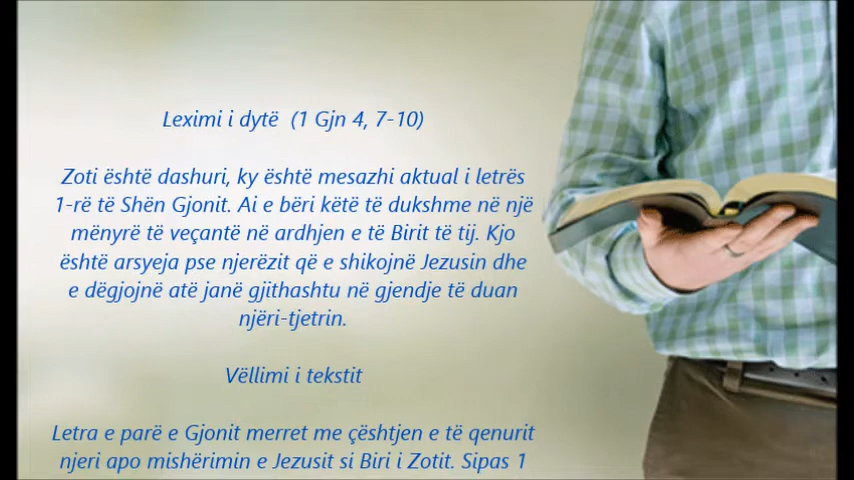 Leximi i dytë (1 Gjn 4, 7-10)
Zoti është dashuri, ky është mesazhi aktual i letrës
1-rë të Shën Gjonit. Ai e bëri këtë të dukshme në një
mënyrë të veçantë në ardhjen e të Birit të tij. Kjo
është arsyeja pse njerëzit që e shikojnë Jezusin dhe
e dëgjojnë atë janë gjithashtu në gjendje të duan
njëri-tjetrin.
Vëllimi i tekstit
Letra e parë e Gjonit merret me çështjen e të qenurit
njeri apo mishërimin e Jezusit si Biri i Zotit. Sipas 1